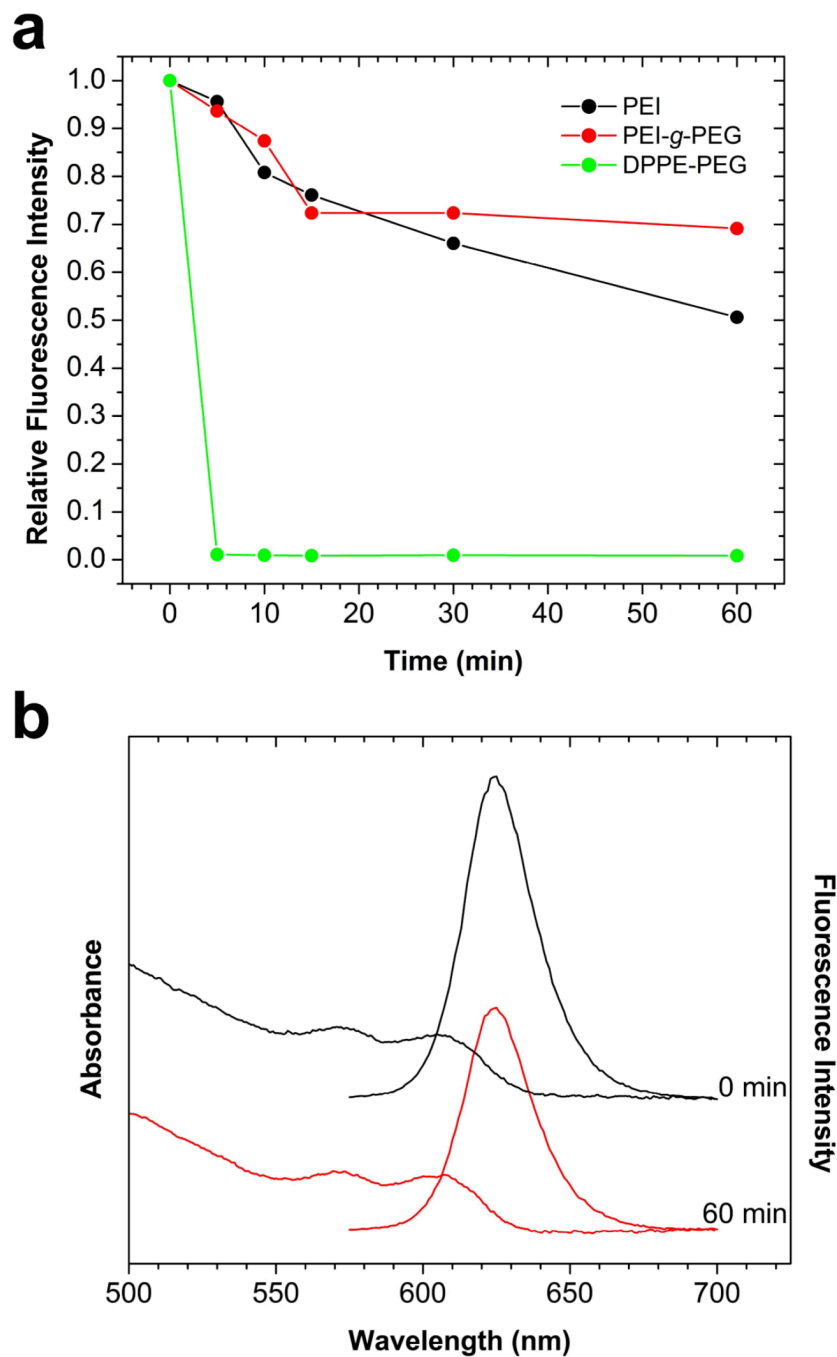 a
1.0
0.9
0.8
0.7
0.6
0.5
0.4
0.3
0.2
0.1
0.0
Relative Fluorescence Intensity
PEI
PEI-g-PEG
DPPE-PEG
0 10 20 30 40 50 60
Time (min)
b
Absorbance
Fluorescence Intensity
0 min
60 min
500 550 600 650 700
Wavelength (nm)